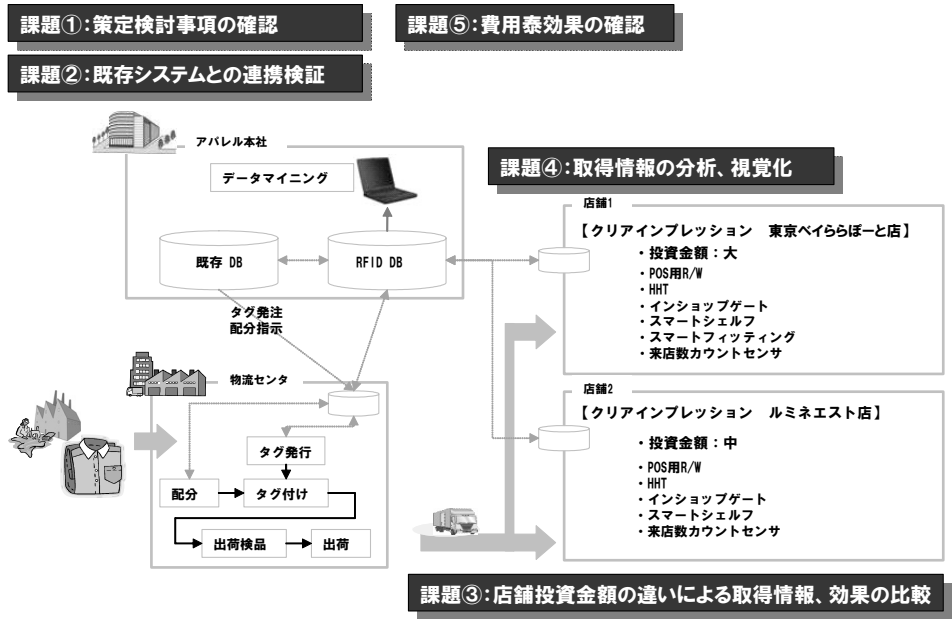 課題①:策定検討事項の確認
課題⑤:費用泰効果の確認
課題②:既存システムとの連携検証
アパレル本社
データマイニング
既存 DB
RFID DB
課題④:取得情報の分析、視覚化
店舗1
【クリアインプレッション 東京ベイららぽーと店】
・投資金額:大
・POS用R/W
・HHT
・インショップゲート
・スマートシェルフ
・スマートフィッティング
・来店数カウントセンサ
タグ発注
配分指示
物流センタ
タグ発行
配分
タグ付け
出荷検品
出荷
店舗2
【クリアインプレッション ルミネエスト店】
・投資金額:中
・POS用R/W
・HHT
・インショップゲート
・スマートシェルフ
・来店数カウントセンサ
課題③:店舗投資金額の違いによる取得情報、効果の比較